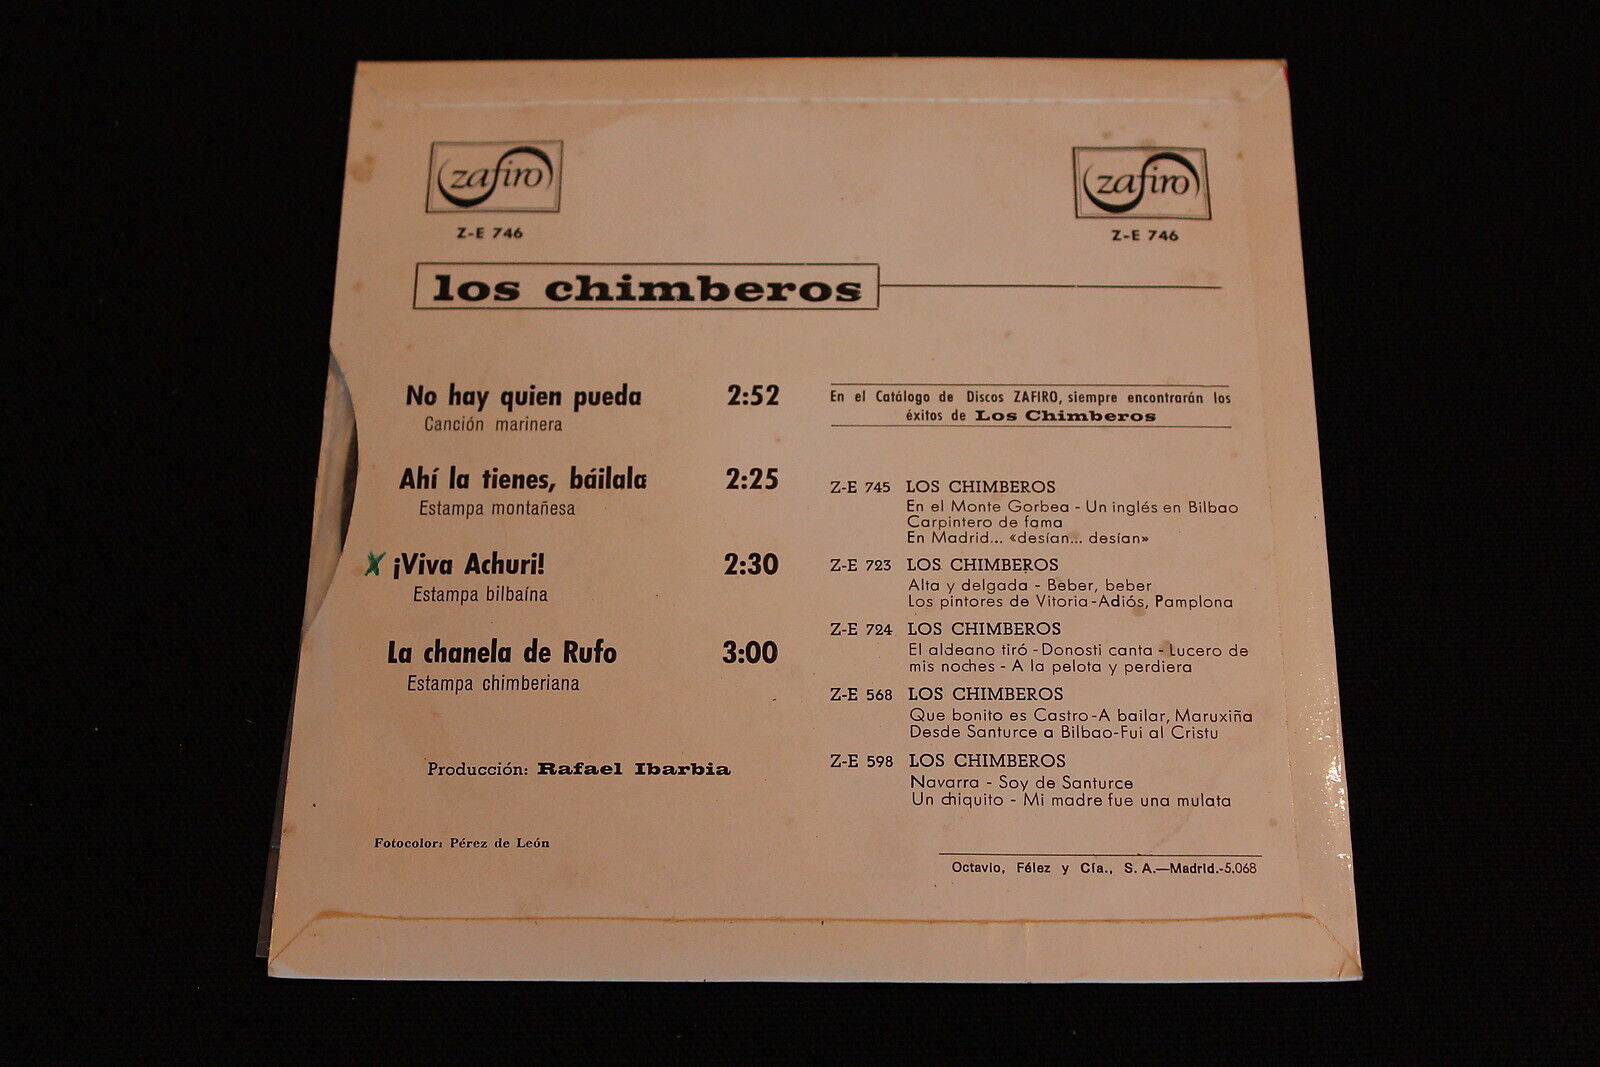 zafiro
Z-E 746
zafiro
Z-E 746
los chimberos
No hay quien pueda 2:52
Canción marinera
Ahí la tienes, báilala 2:25
Estampa montañesa
X ¡Viva Achuri! 2:30
Estampa bilbaína
La chanela de Rufo 3:00
Estampa chimberiana
Producción: Rafael Ibarbia
Fotocolor: Pérez de León
En el Catálogo de Discos ZAFIRO, siempre encontrarán los
éxitos de Los Chimberos
Z-E 745 LOS CHIMBEROS
En el Monte Gorbea - Un inglés en Bilbao
Carpintero de fama
En Madrid... «desían... desían»
Z-E 723 LOS CHIMBEROS
Alta y delgada - Beber, beber
Los pintores de Vitoria - Adiós, Pamplona
Z-E 724 LOS CHIMBEROS
El aldeano tiró - Donosti canta - Lucero de
mis noches - A la pelota y perdiera
Z-E 568 LOS CHIMBEROS
Que bonito es Castro - A bailar, Maruxiña
Desde Santurce a Bilbao - Fui al Cristu
Z-E 598 LOS CHIMBEROS
Navarra - Soy de Santurce
Un chiquito - Mi madre fue una mulata
Octavio, Félez y Cía., S. A.—Madrid.-5.068